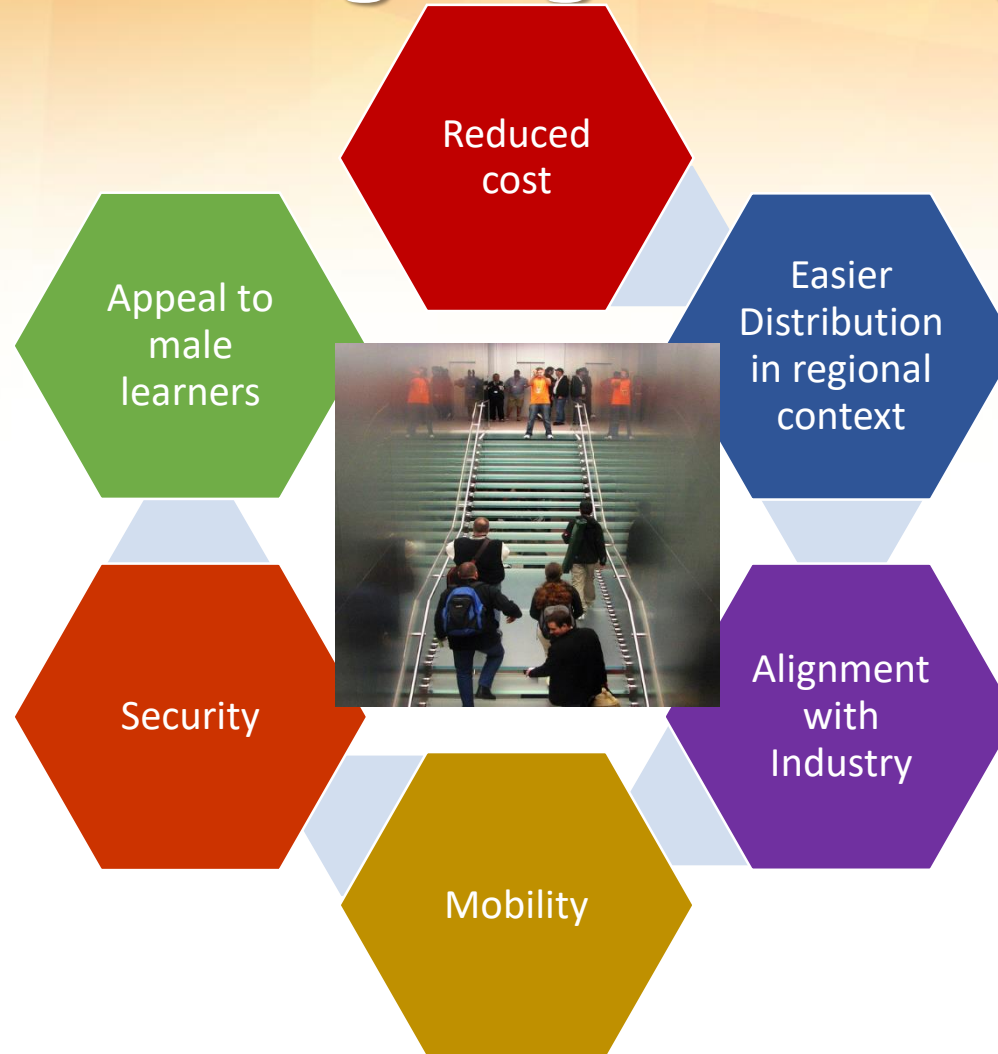 Reduced
cost
Easier
Distribution
in regional
context
Alignment
with
Industry
Mobility
Security
Appeal to
male
learners